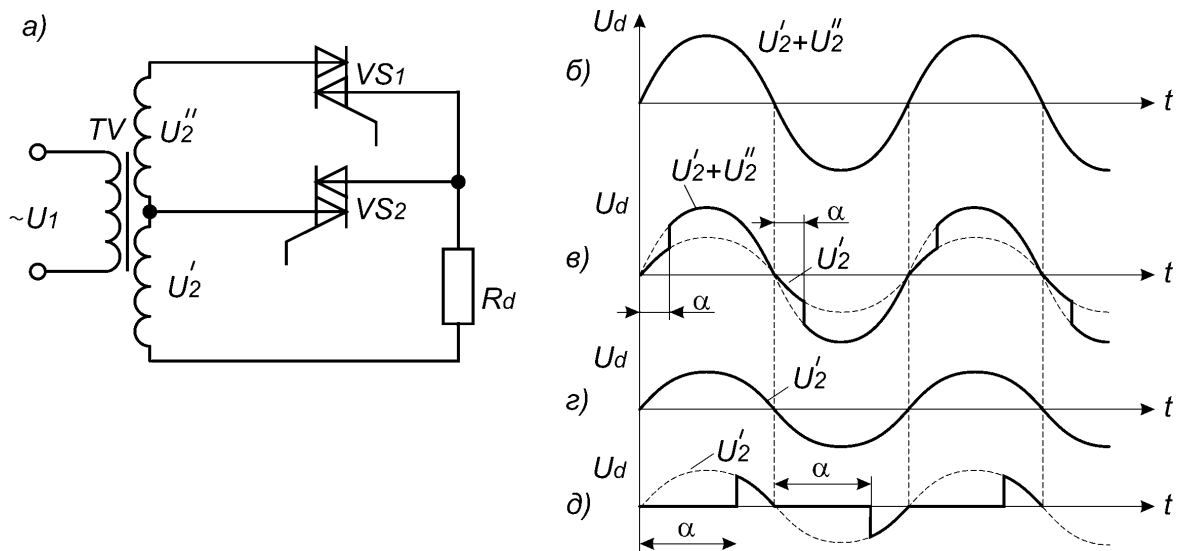 а)
TV
~U1
U2''
U2'
VS1
VS2
Rd
б)
Ud
U2'+U2''
t
в)
Ud
U2'+U2''
α
U2'
α
t
г)
Ud
U2'
t
д)
Ud
U2'
α
α
t